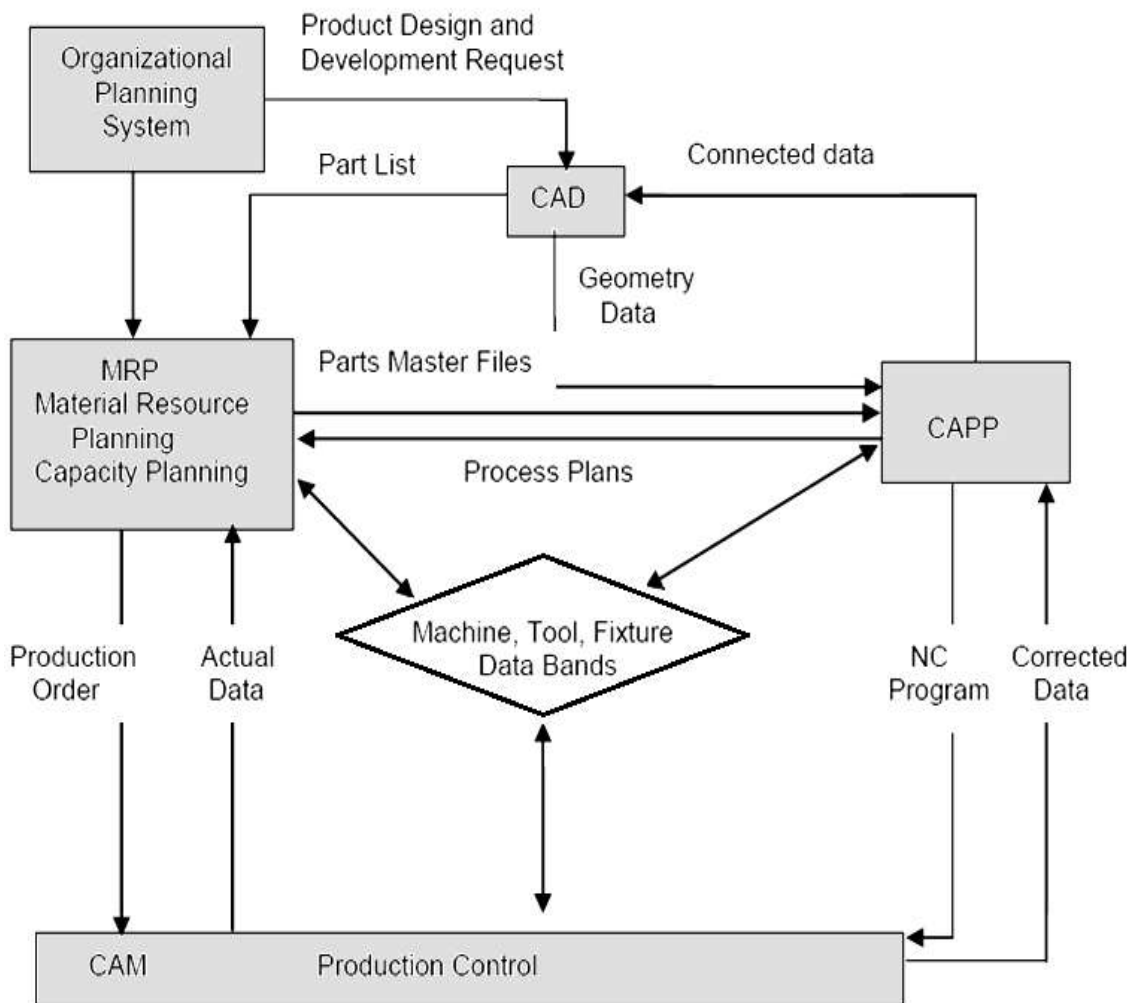 Product Design and
Development Request
Organizational
Planning
System
Part List
Connected data
CAD
Geometry
Data
MRP
Material Resource
Planning
Capacity Planning
Parts Master Files
CAPP
Process Plans
Machine, Tool, Fixture
Data Bands
Production
Order
Actual
Data
NC
Program
Corrected
Data
CAM
Production Control